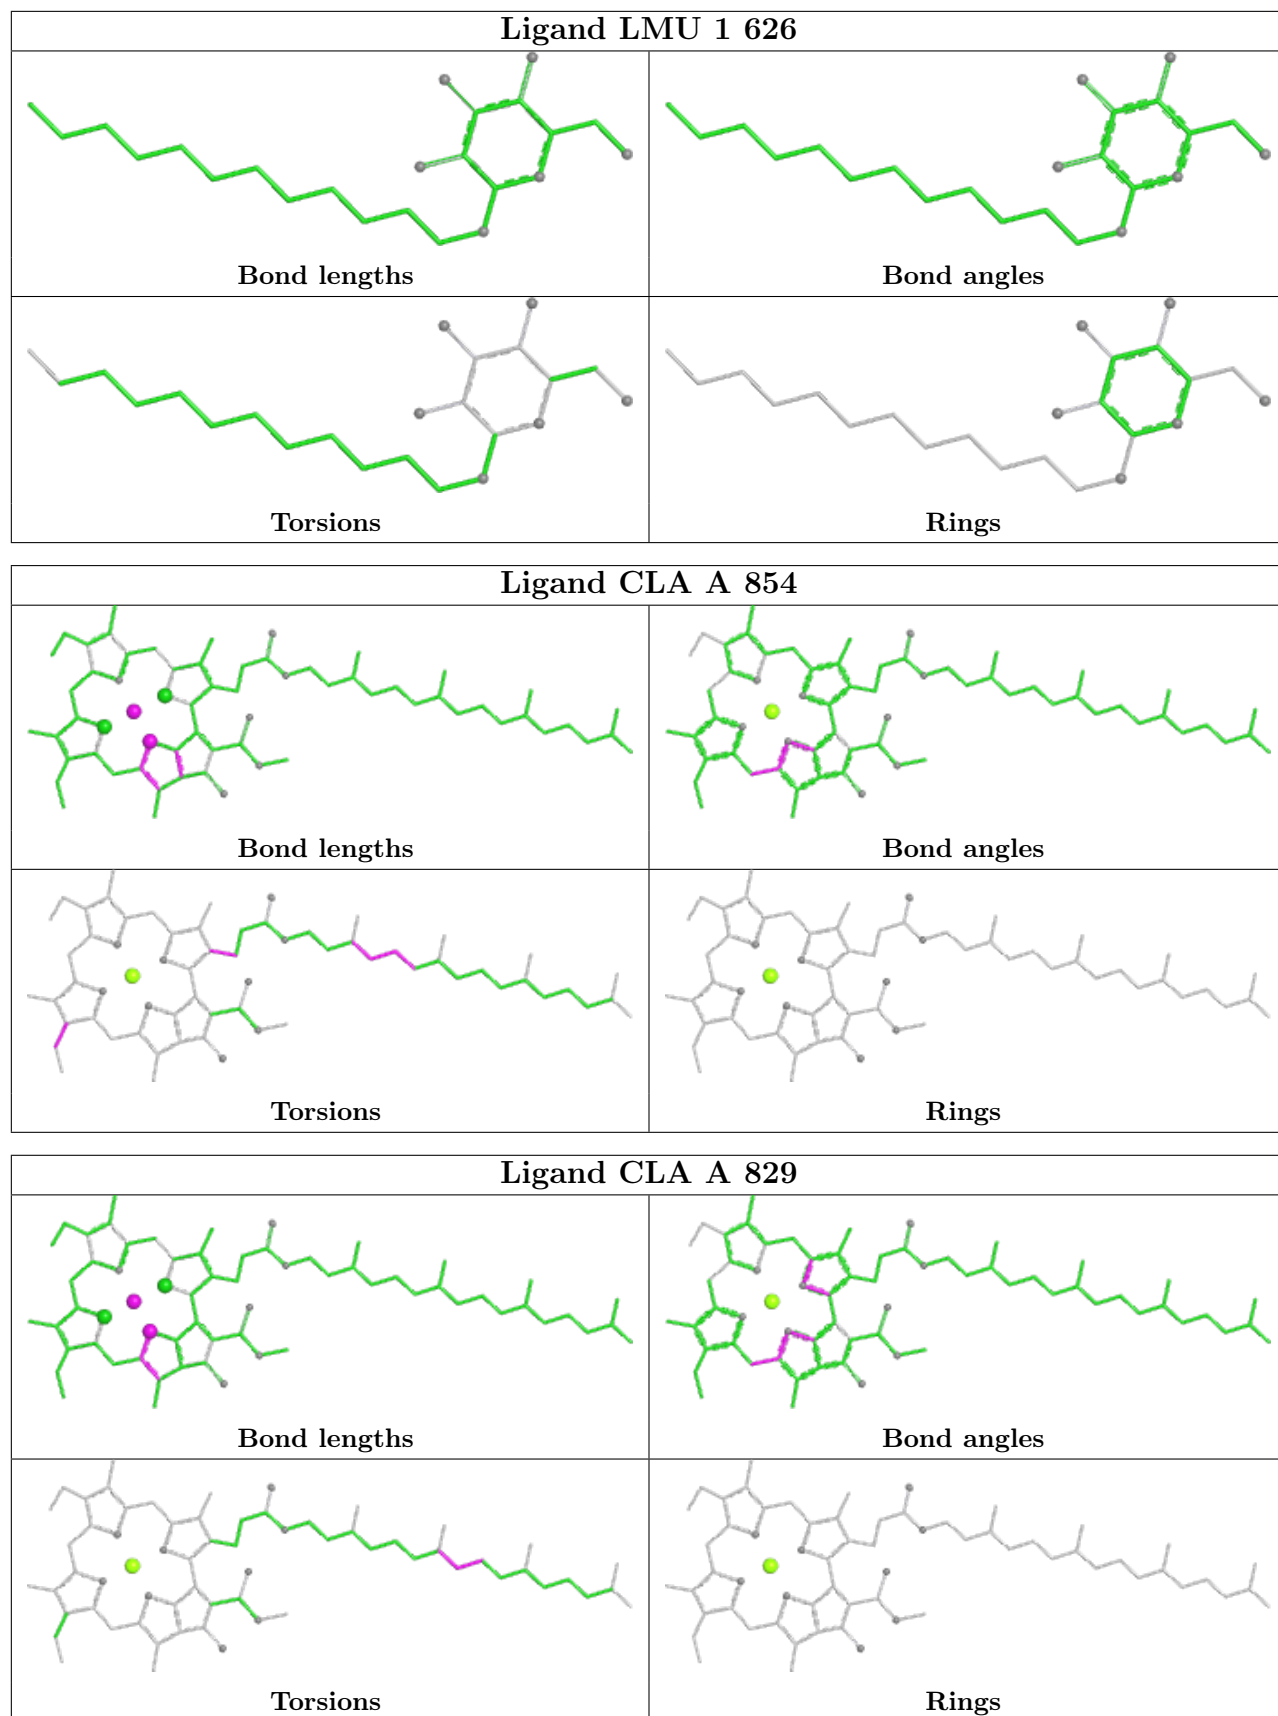 Ligand LMU 1 626
Bond lengths
Bond angles
Torsions
Rings
Ligand CLA A 854
Bond lengths
Bond angles
Torsions
Rings
Ligand CLA A 829
Bond lengths
Bond angles
Torsions
Rings